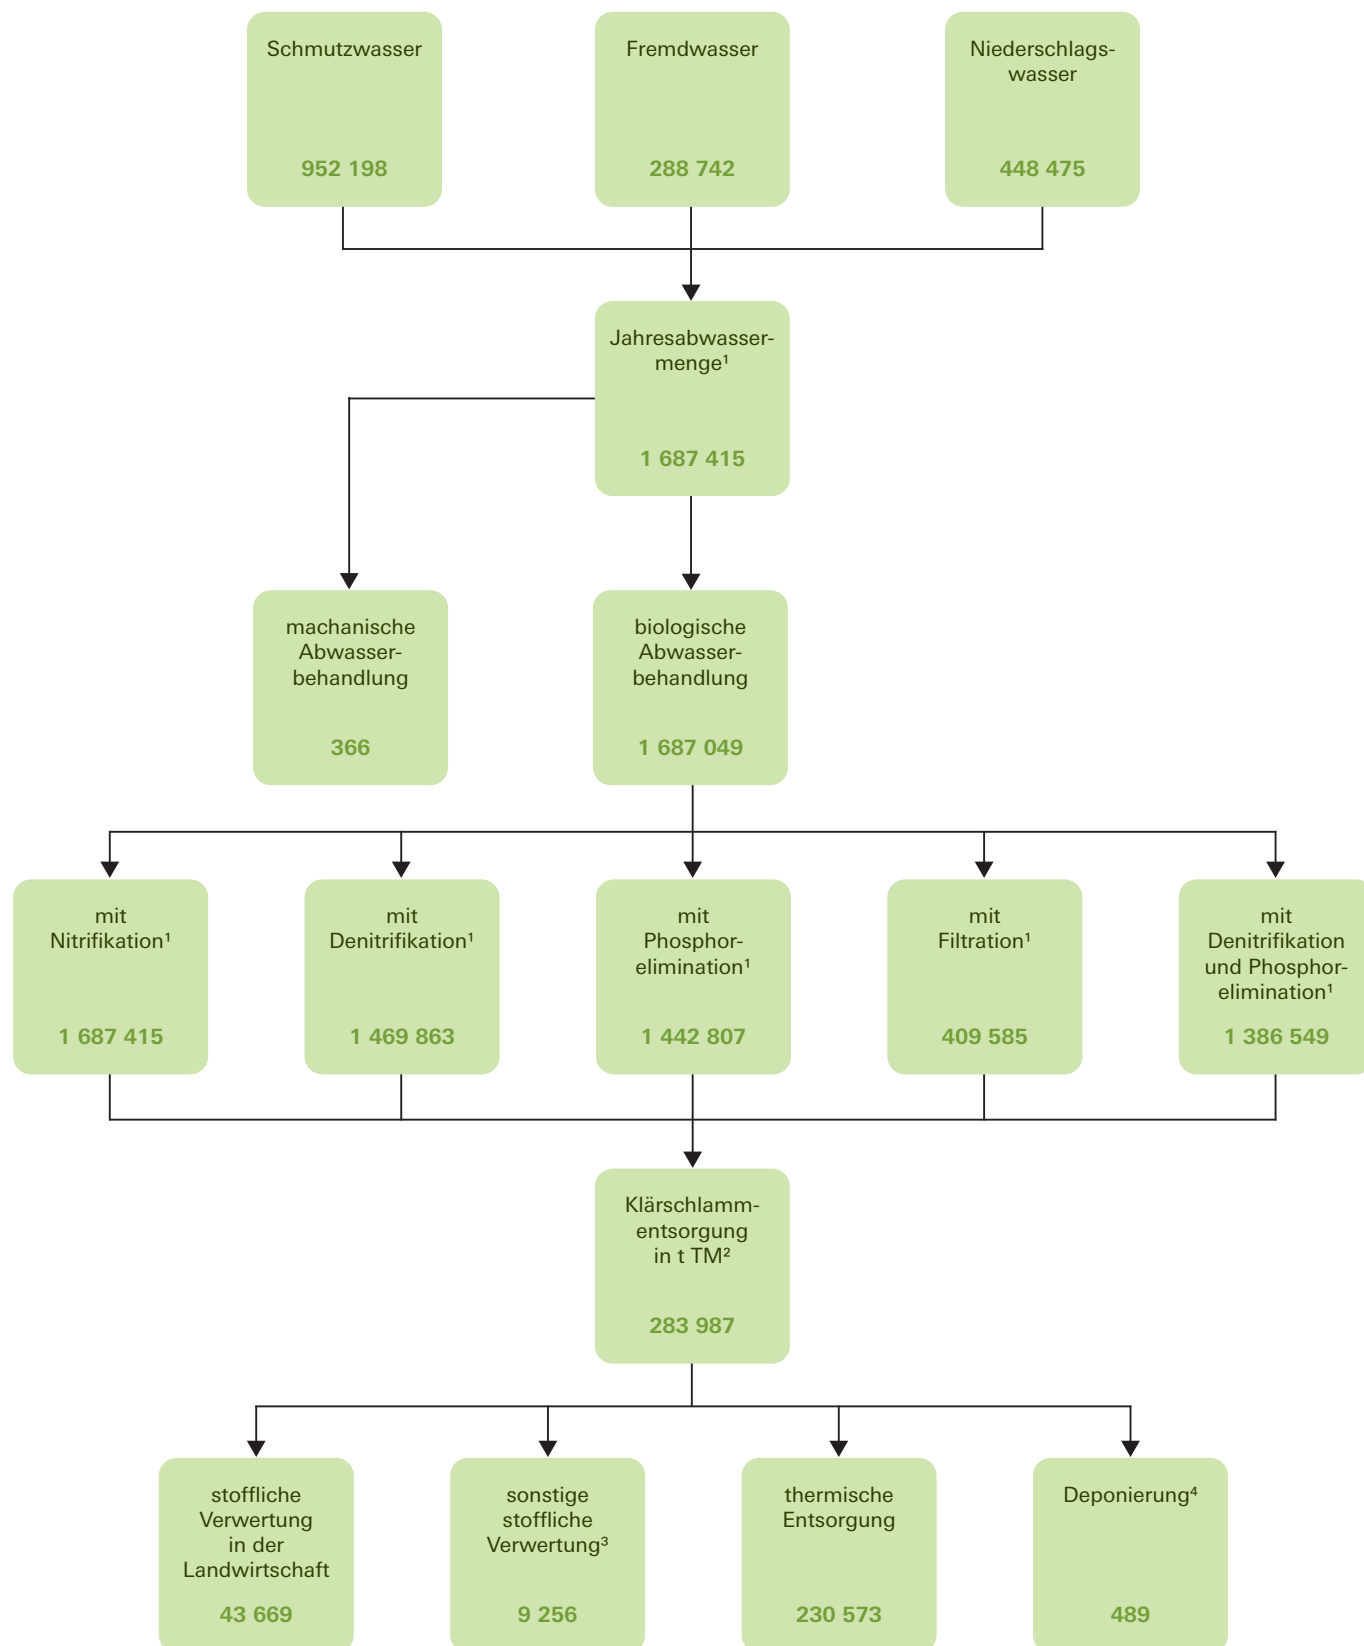 Schmutzwasser
952 198
Fremdwasser
288 742
Niederschlags-
wasser
448 475
Jahresabwasser-
menge¹
1 687 415
machanische
Abwasser-
behandlung
366
biologische
Abwasser-
behandlung
1 687 049
mit
Nitrifikation¹
1 687 415
mit
Denitrifikation¹
1 469 863
mit
Phosphor-
elimination¹
1 442 807
mit
Filtration¹
409 585
mit
Denitrifikation
und Phosphor-
elimination¹
1 386 549
Klärschlamm-
entsorgung
in t TM²
283 987
stoffliche
Verwertung
in der
Landwirtschaft
43 669
sonstige
stoffliche
Verwertung³
9 256
thermische
Entsorgung
230 573
Deponierung⁴
489